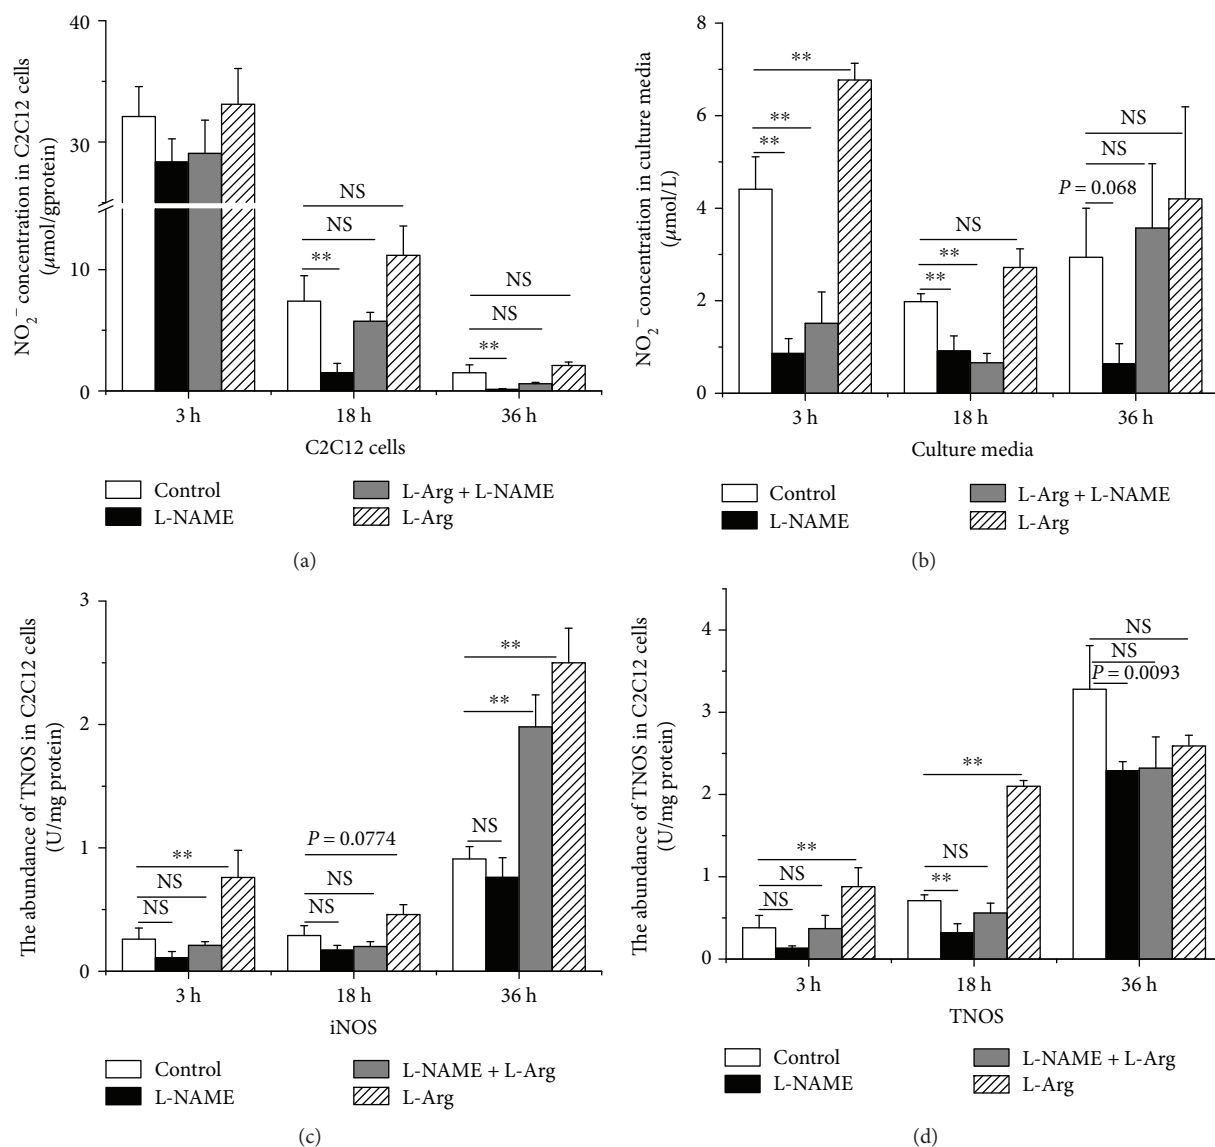 NO₂⁻ concentration in C2C12 cells
(μmol/gprotein)
30
10
0
NS
NS
**
NS
NS
**
3 h
18 h
36 h
C2C12 cells
Control
L-NAME
L-Arg + L-NAME
L-Arg
(a)
NO₂⁻ concentration in culture media
(μmol/L)
8
6
4
2
0
**
**
**
NS
**
**
NS
NS
P = 0.068
3 h
18 h
36 h
Culture media
Control
L-NAME
L-Arg + L-NAME
L-Arg
(b)
The abundance of TNOS in C2C12 cells
(U/mg protein)
3
2
1
0
**
NS
NS
P = 0.0774
NS
NS
**
**
NS
3 h
18 h
36 h
iNOS
Control
L-NAME
L-NAME + L-Arg
L-Arg
(c)
The abundance of TNOS in C2C12 cells
(U/mg protein)
4
3
2
1
0
**
NS
NS
**
NS
**
NS
NS
P = 0.0093
3 h
18 h
36 h
TNOS
Control
L-NAME
L-NAME + L-Arg
L-Arg
(d)